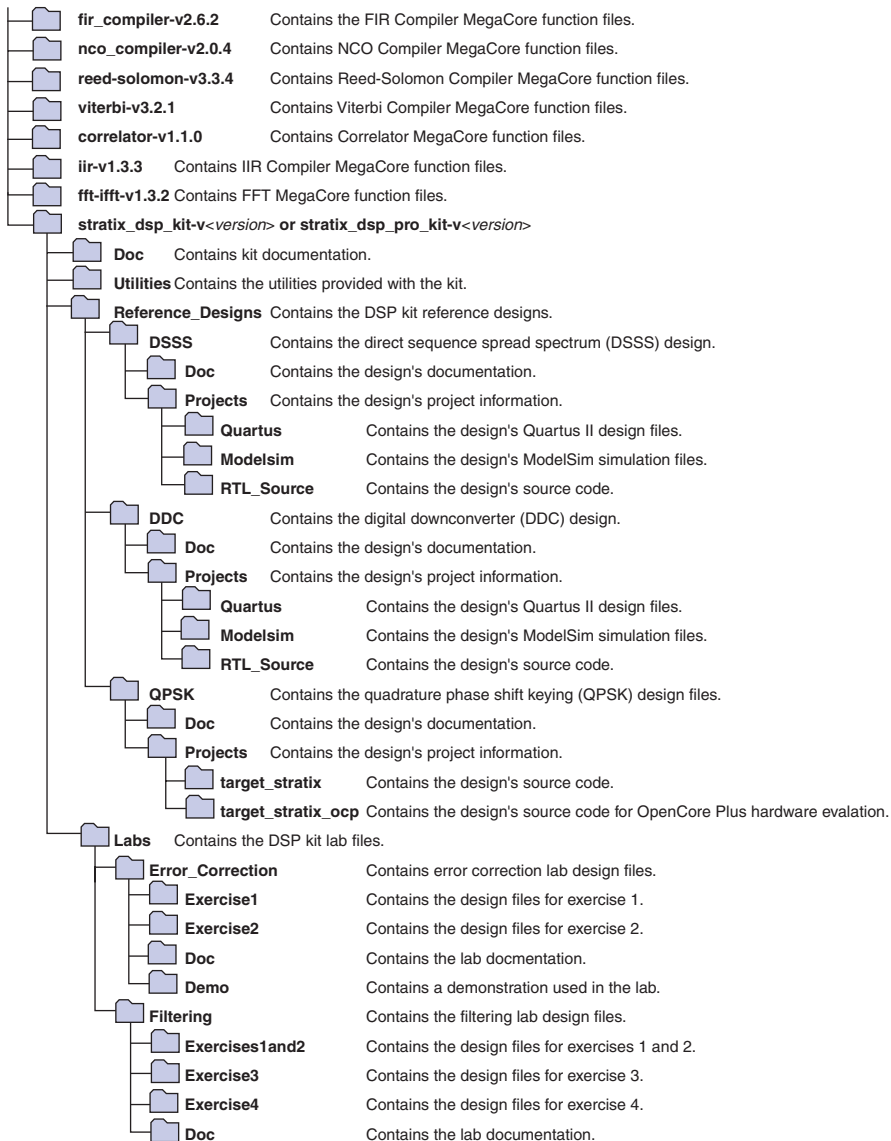 fir_compiler-v2.6.2 Contains the FIR Compiler MegaCore function files.
nco_compiler-v2.0.4 Contains NCO Compiler MegaCore function files.
reed-solomon-v3.3.4 Contains Reed-Solomon Compiler MegaCore function files.
viterbi-v3.2.1 Contains Viterbi Compiler MegaCore function files.
correlator-v1.1.0 Contains Correlator MegaCore function files.
iir-v1.3.3 Contains IIR Compiler MegaCore function files.
fft-ifft-v1.3.2 Contains FFT MegaCore function files.
stratix_dsp_kit-v<version> or stratix_dsp_pro_kit-v<version>
Doc Contains kit documentation.
Utilities Contains the utilities provided with the kit.
Reference_Designs Contains the DSP kit reference designs.
DSSS Contains the direct sequence spread spectrum (DSSS) design.
Doc Contains the design's documentation.
Projects Contains the design's project information.
Quartus Contains the design's Quartus II design files.
Modelsim Contains the design's ModelSim simulation files.
RTL_Source Contains the design's source code.
DDC Contains the digital downconverter (DDC) design.
Doc Contains the design's documentation.
Projects Contains the design's project information.
Quartus Contains the design's Quartus II design files.
Modelsim Contains the design's ModelSim simulation files.
RTL_Source Contains the design's source code.
QPSK Contains the quadrature phase shift keying (QPSK) design files.
Doc Contains the design's documentation.
Projects Contains the design's project information.
target_stratix Contains the design's source code.
target_stratix_ocp Contains the design's source code for OpenCore Plus hardware evalation.
Labs Contains the DSP kit lab files.
Error_Correction Contains error correction lab design files.
Exercise1 Contains the design files for exercise 1.
Exercise2 Contains the design files for exercise 2.
Doc Contains the lab docmentation.
Demo Contains a demonstration used in the lab.
Filtering Contains the filtering lab design files.
Exercises1and2 Contains the design files for exercises 1 and 2.
Exercise3 Contains the design files for exercise 3.
Exercise4 Contains the design files for exercise 4.
Doc Contains the lab documentation.